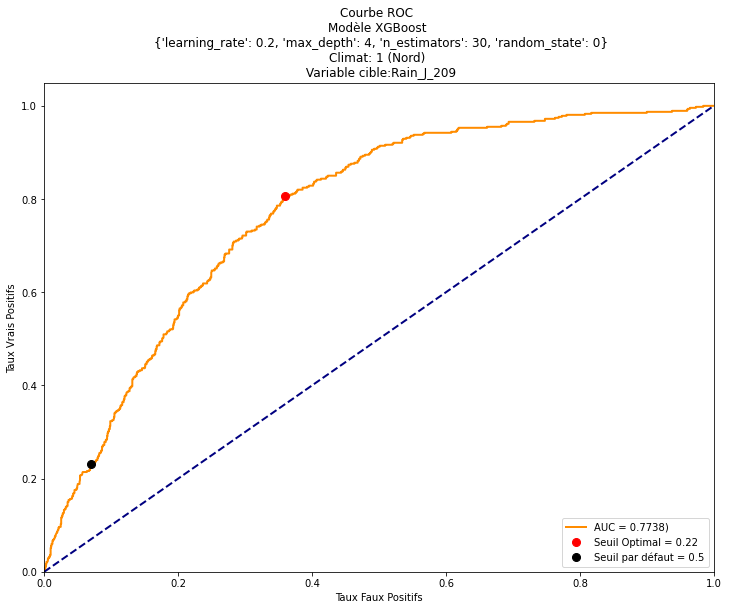 Courbe ROC
Modèle XGBoost
{'learning_rate': 0.2, 'max_depth': 4, 'n_estimators': 30, 'random_state': 0}
Climat: 1 (Nord)
Variable cible:Rain_J_209
Taux Vrais Positifs
1.0
0.8
0.6
0.4
0.2
0.0
0.0
0.2
0.4
0.6
0.8
1.0
Taux Faux Positifs
AUC = 0.7738)
Seuil Optimal = 0.22
Seuil par défaut = 0.5